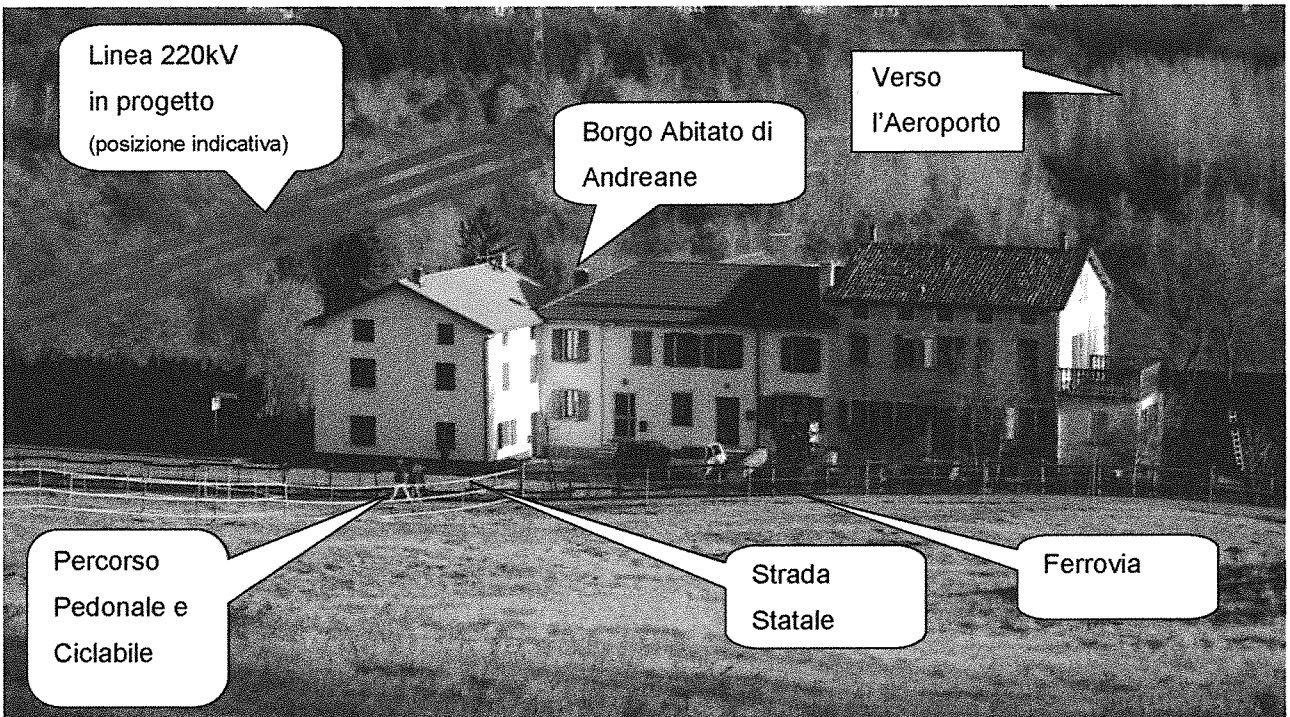 Linea 220kV
in progetto
(posizione indicativa)
Borgo Abitato di
Andreane
Verso
l'Aeroporto
Percorso
Pedonale e
Ciclabile
Strada
Statale
Ferrovia